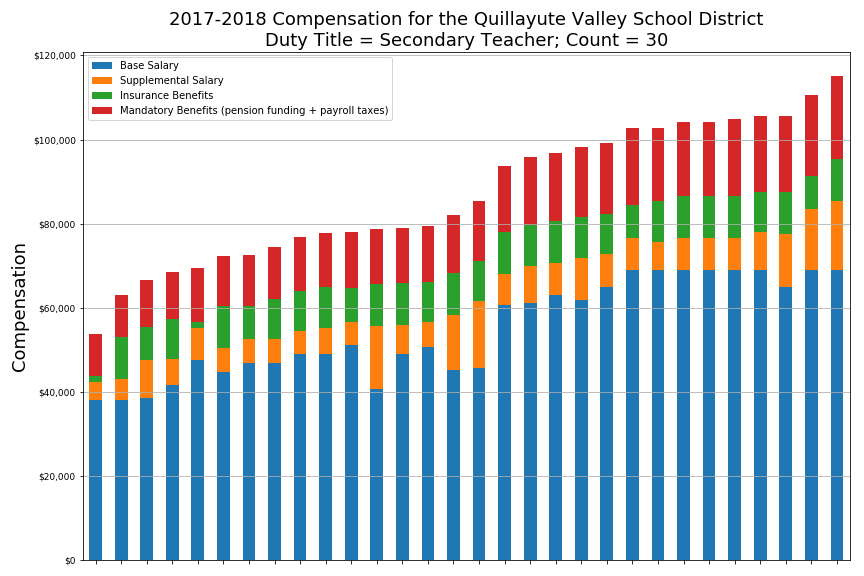 2017-2018 Compensation for the Quillayute Valley School District
Duty Title = Secondary Teacher; Count = 30
Base Salary
Supplemental Salary
Insurance Benefits
Mandatory Benefits (pension funding + payroll taxes)
Compensation
$120,000
$100,000
$80,000
$60,000
$40,000
$20,000
$0